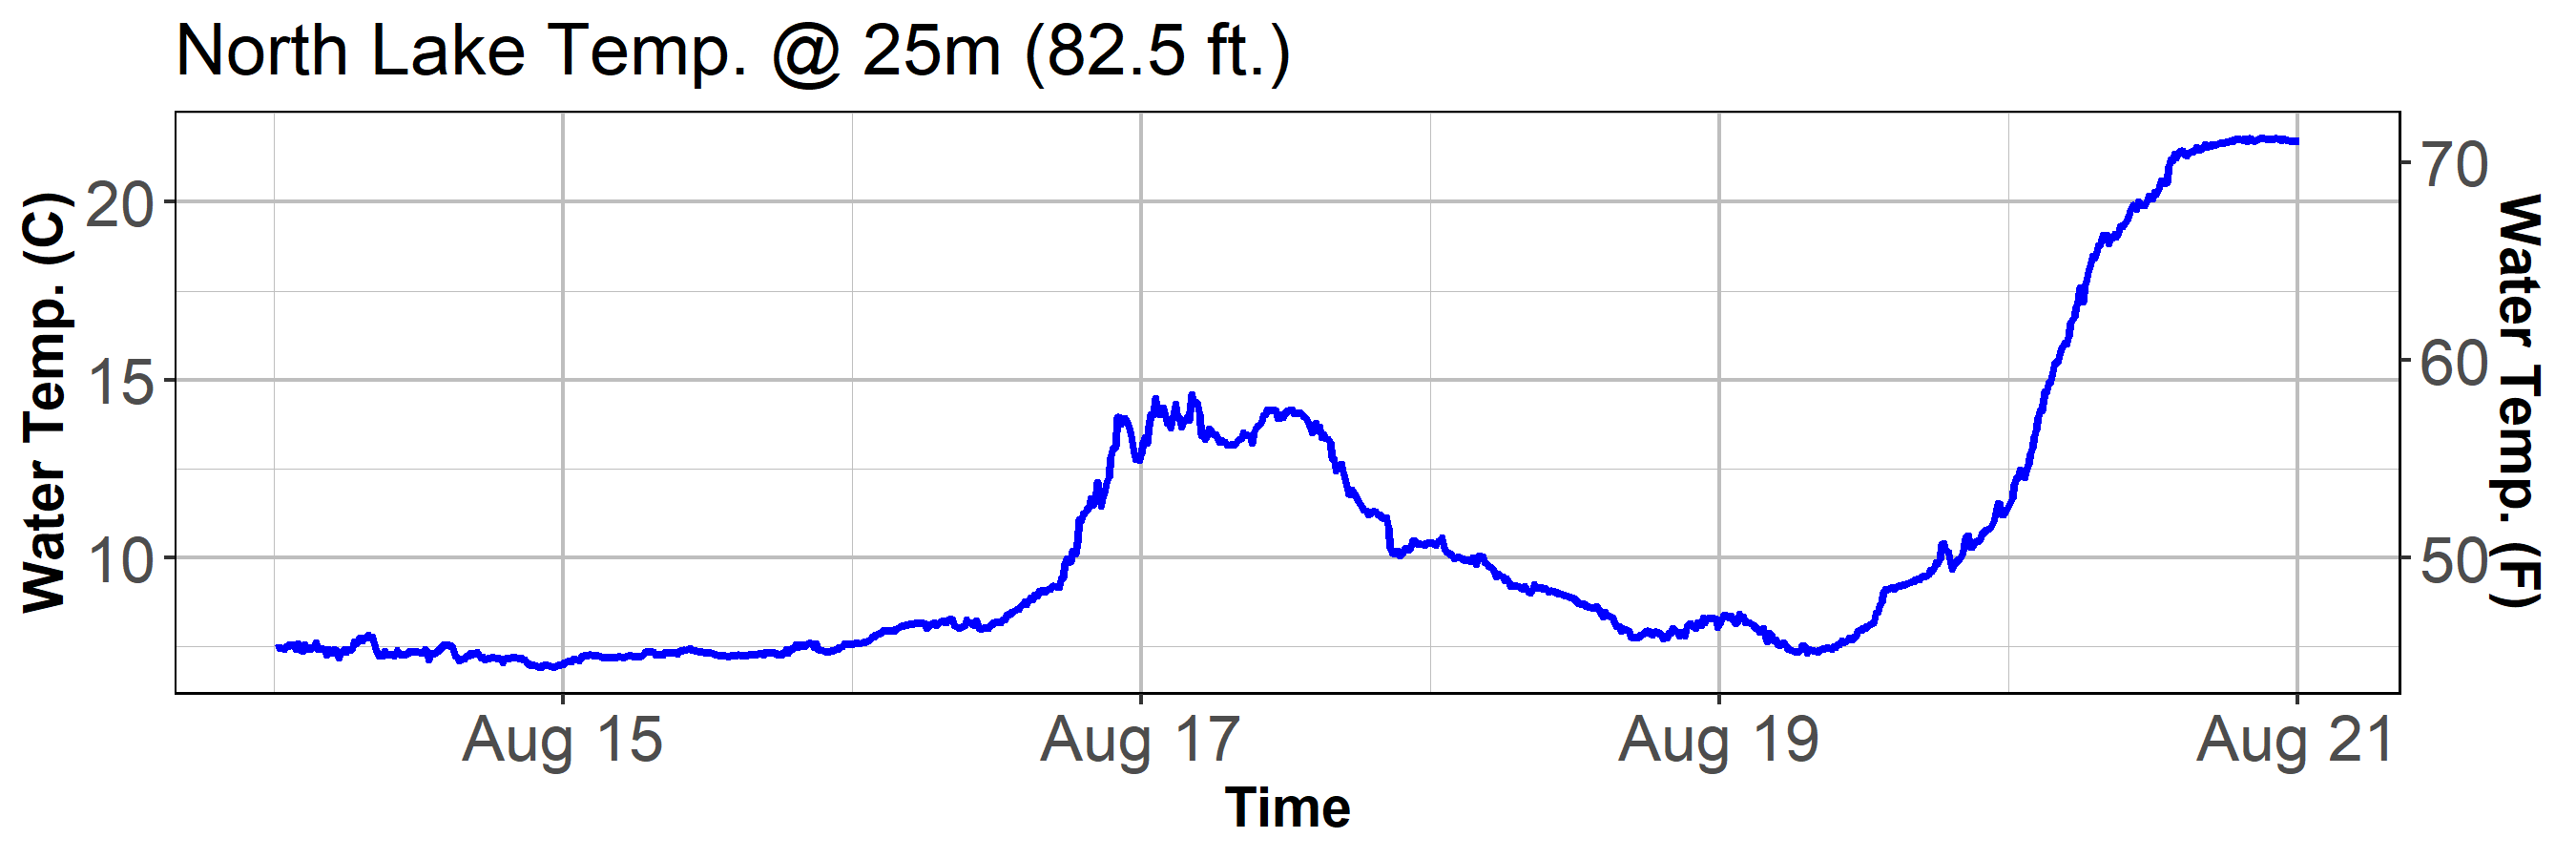 North Lake Temp. @ 25m (82.5 ft.)
Water Temp. (C)
20
15
10
70
60
50
Water Temp. (F)
Aug 15
Aug 17
Aug 19
Aug 21
Time